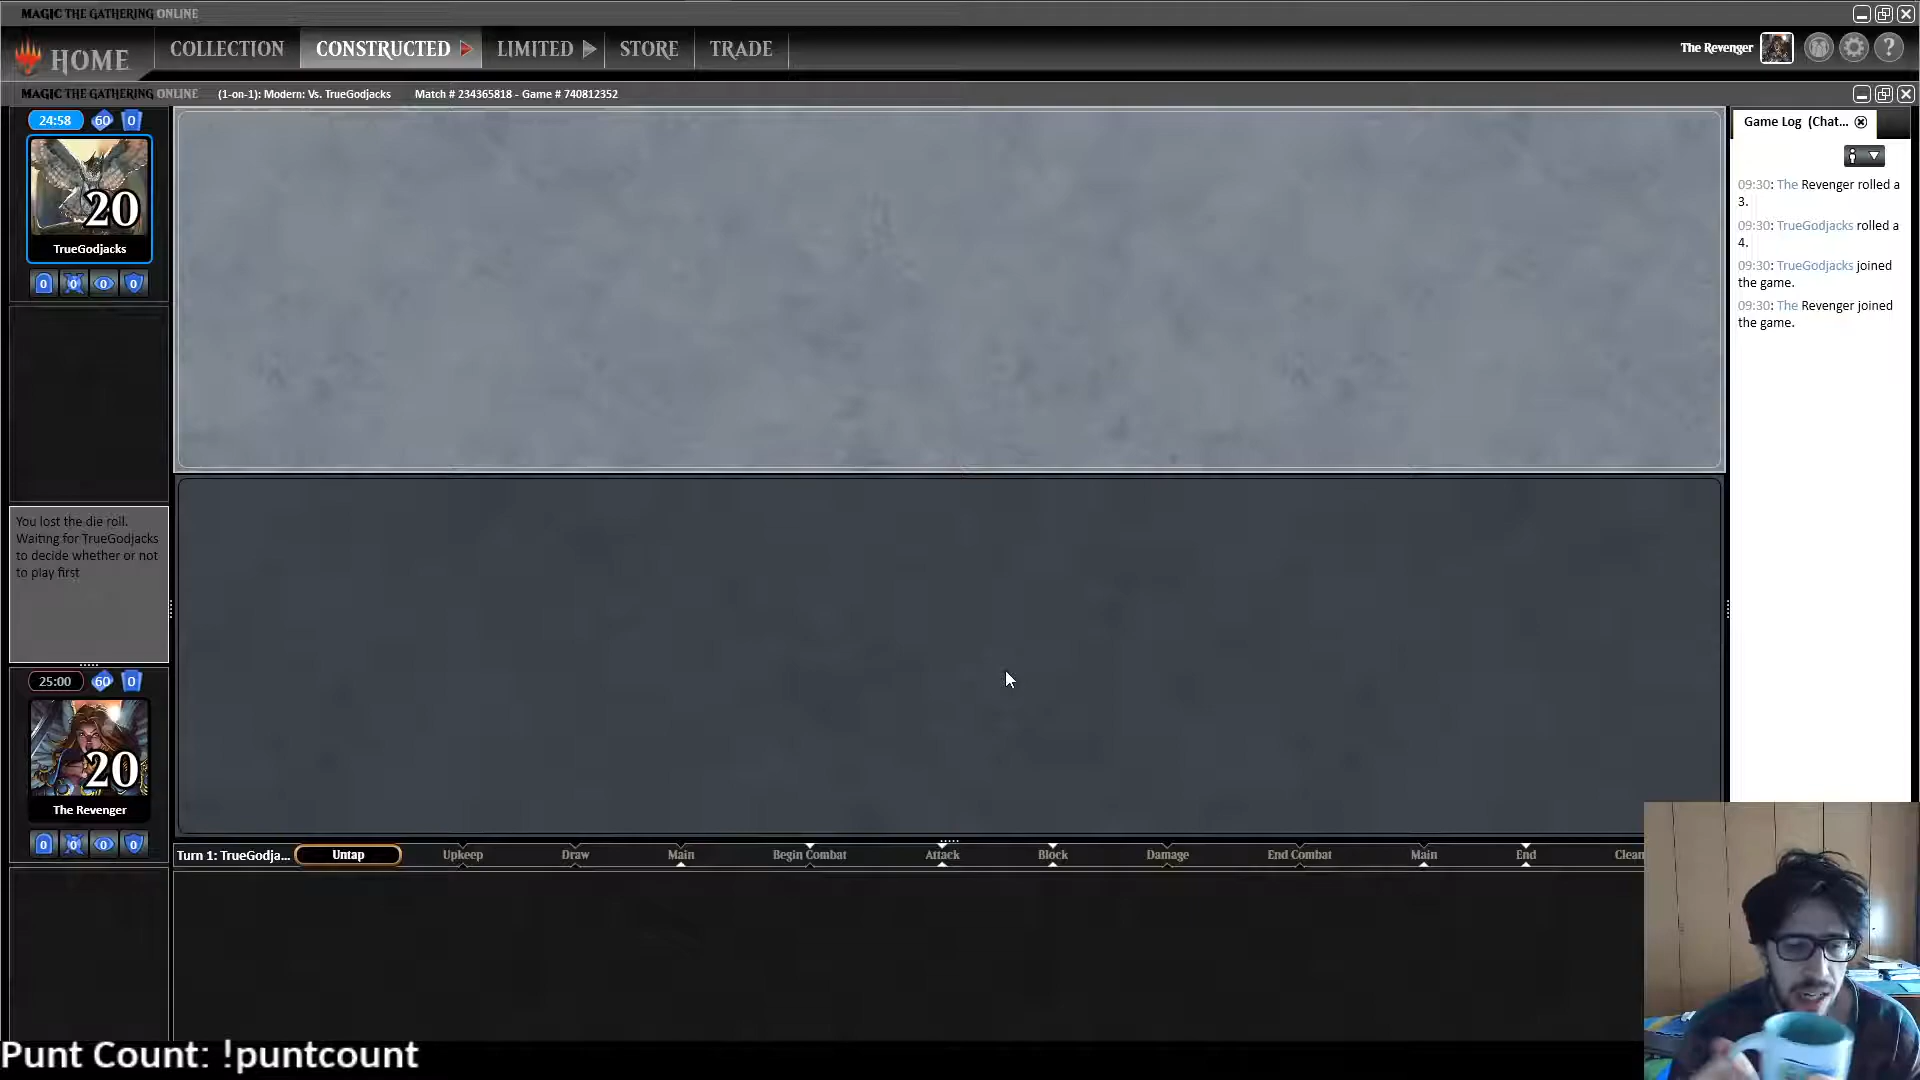 MAGIC THE GATHERING ONLINE
HOME
COLLECTION
CONSTRUCTED
LIMITED
STORE
TRADE
The Revenger
?
MAGIC THE GATHERING ONLINE
(1-on-1): Modern: Vs. TrueGodjacks
Match # 234365818 - Game # 740812352
24:58
60
0
20
TrueGodjacks
0
0
0
0
Game Log (Chat...
09:30: The Revenger rolled a
3.
09:30: TrueGodjacks rolled a
4.
09:30: TrueGodjacks joined
the game.
09:30: The Revenger joined
the game.
You lost the die roll.
Waiting for TrueGodjacks
to decide whether or not
to play first
25:00
60
0
20
The Revenger
0
0
0
0
Turn 1: TrueGodja...
Untap
Upkeep
Draw
Main
Begin Combat
Attack
Block
Damage
End Combat
Main
End
Clean
Punt Count: !puntcount